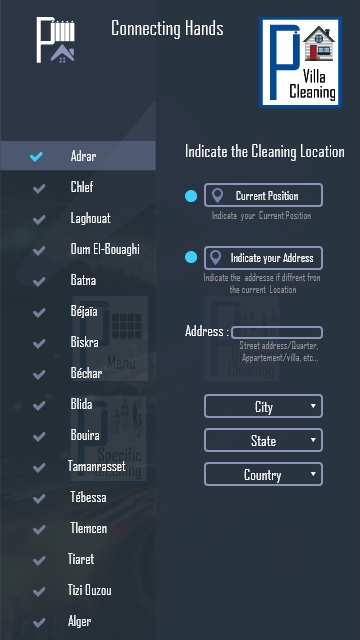 Connecting Hands
Villa
Cleaning
Adrar
Chlef
Laghouat
Oum El-Bouaghi
Batna
Béjaïa
Biskra
Béchar
Blida
Bouira
Tamanrasset
Tébessa
Tlemcen
Tiaret
Tizi Ouzou
Alger
Menu
Specific
Cleaning
Indicate the Cleaning Location
Current Position
Indicate your Current Position
Indicate your Address
Indicate the addresse if diffrent fron
the current Location
Address :
Street address/Quarter,
Appartement/villa, etc...
Cleaning
City
State
Country